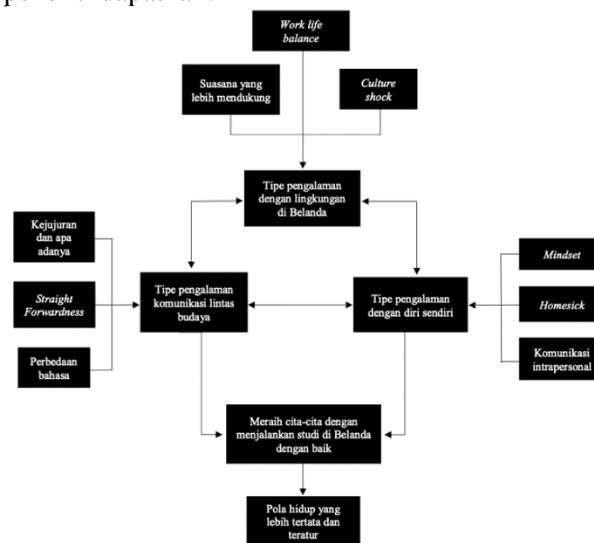 Work life
balance
Suasana yang
lebih mendukung
Culture
shock
Tipe pengalaman
dengan lingkungan
di Belanda
Kejujuran
dan apa
adanya
Straight
Forwardness
Perbedaan
bahasa
Tipe pengalaman
komunikasi lintas
budaya
Tipe pengalaman
dengan diri sendiri
Mindset
Homesick
Komunikasi
intrapersonal
Meraih cita-cita dengan
menjalankan studi di Belanda
dengan baik
Pola hidup yang
lebih tertata dan
teratur